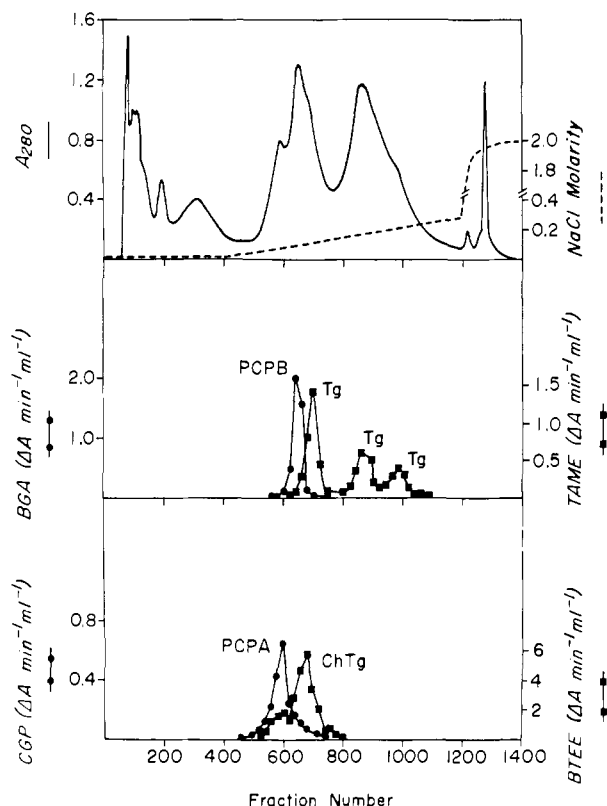 1.6
1.2
0.8
0.4
A280
2.0
1.8
0.4
0.2
NaCl Molarity
PCPB
Tg
Tg
Tg
2.0
1.0
BGA (ΔA min⁻¹ml⁻¹)
1.5
1.0
0.5
TAME (ΔA min⁻¹ml⁻¹)
PCPA
ChTg
0.8
0.4
CGP (ΔA min⁻¹ml⁻¹)
6
4
2
BTEE (ΔA min⁻¹ml⁻¹)
200 400 600 800 1000 1200 1400
Fraction Number